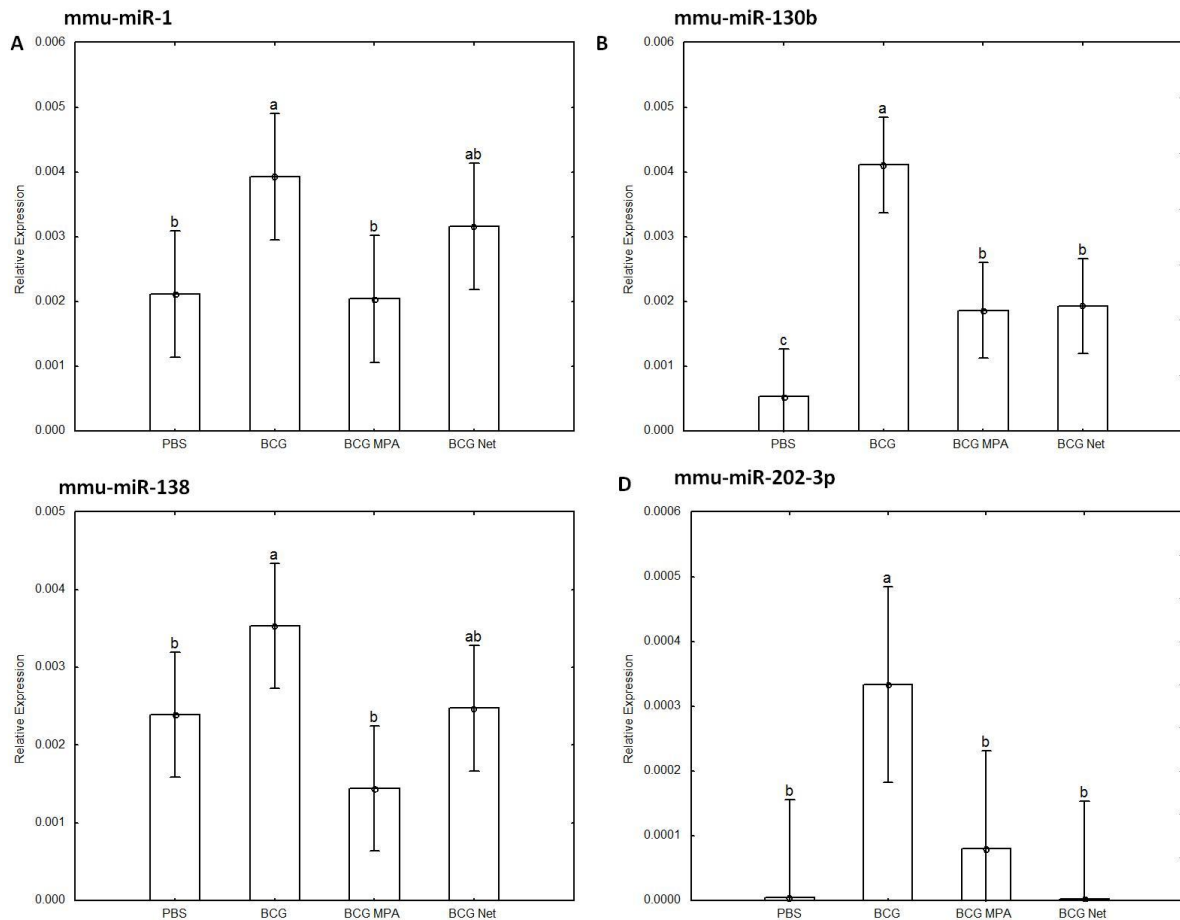 mmu-miR-1
A
0.006
0.005
0.004
0.003
0.002
0.001
0.000
Relative Expression
b
a
b
ab
PBS
BCG
BCG MPA
BCG Net
mmu-miR-130b
B
0.006
0.005
0.004
0.003
0.002
0.001
0.000
Relative Expression
c
a
b
b
PBS
BCG
BCG MPA
BCG Net
mmu-miR-138
0.005
0.004
0.003
0.002
0.001
0.000
Relative Expression
b
a
b
ab
PBS
BCG
BCG MPA
BCG Net
D
mmu-miR-202-3p
0.0006
0.0005
0.0004
0.0003
0.0002
0.0001
0.0000
Relative Expression
b
a
b
b
PBS
BCG
BCG MPA
BCG Net